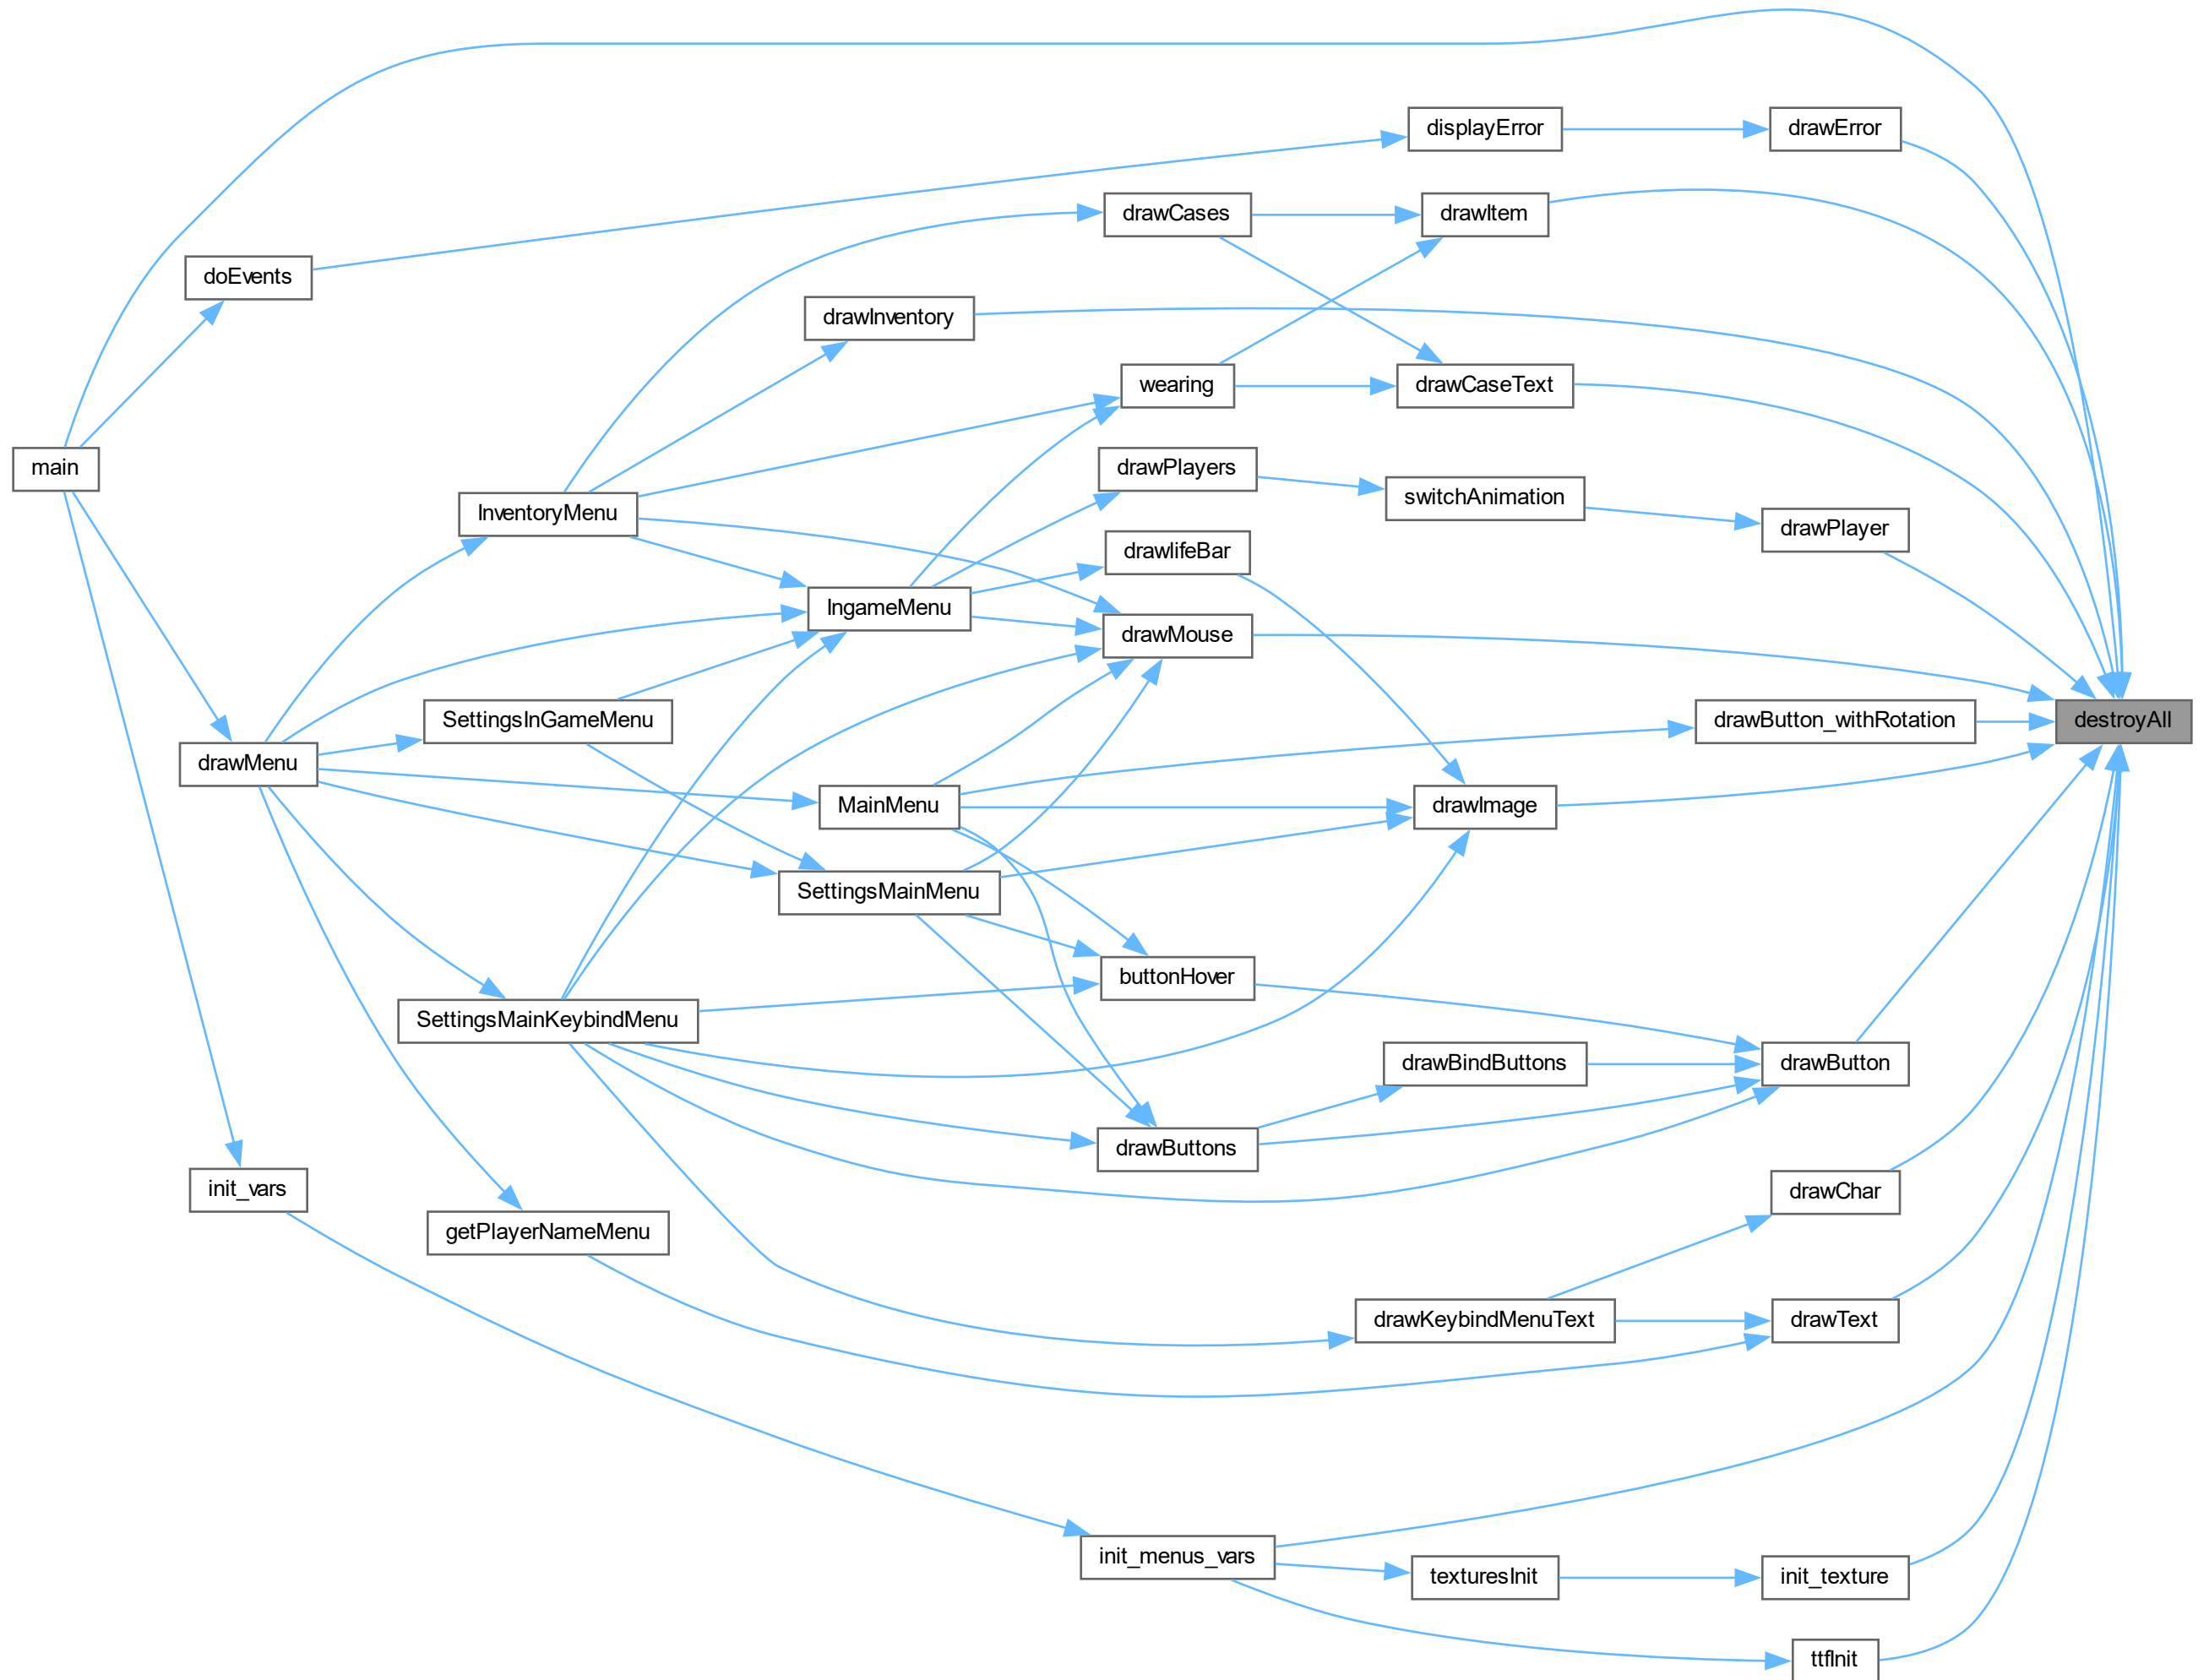 displayError
drawError
drawCases
drawItem
doEvents
drawInventory
wearing
drawCaseText
main
drawPlayers
switchAnimation
InventoryMenu
drawPlayer
drawlifeBar
IngameMenu
drawMouse
SettingsInGameMenu
drawButton_withRotation
destroyAll
drawMenu
MainMenu
drawImage
SettingsMainMenu
buttonHover
SettingsMainKeybindMenu
drawBindButtons
drawButton
drawButtons
init_vars
drawChar
getPlayerNameMenu
drawKeybindMenuText
drawText
init_menus_vars
texturesInit
init_texture
ttfInit